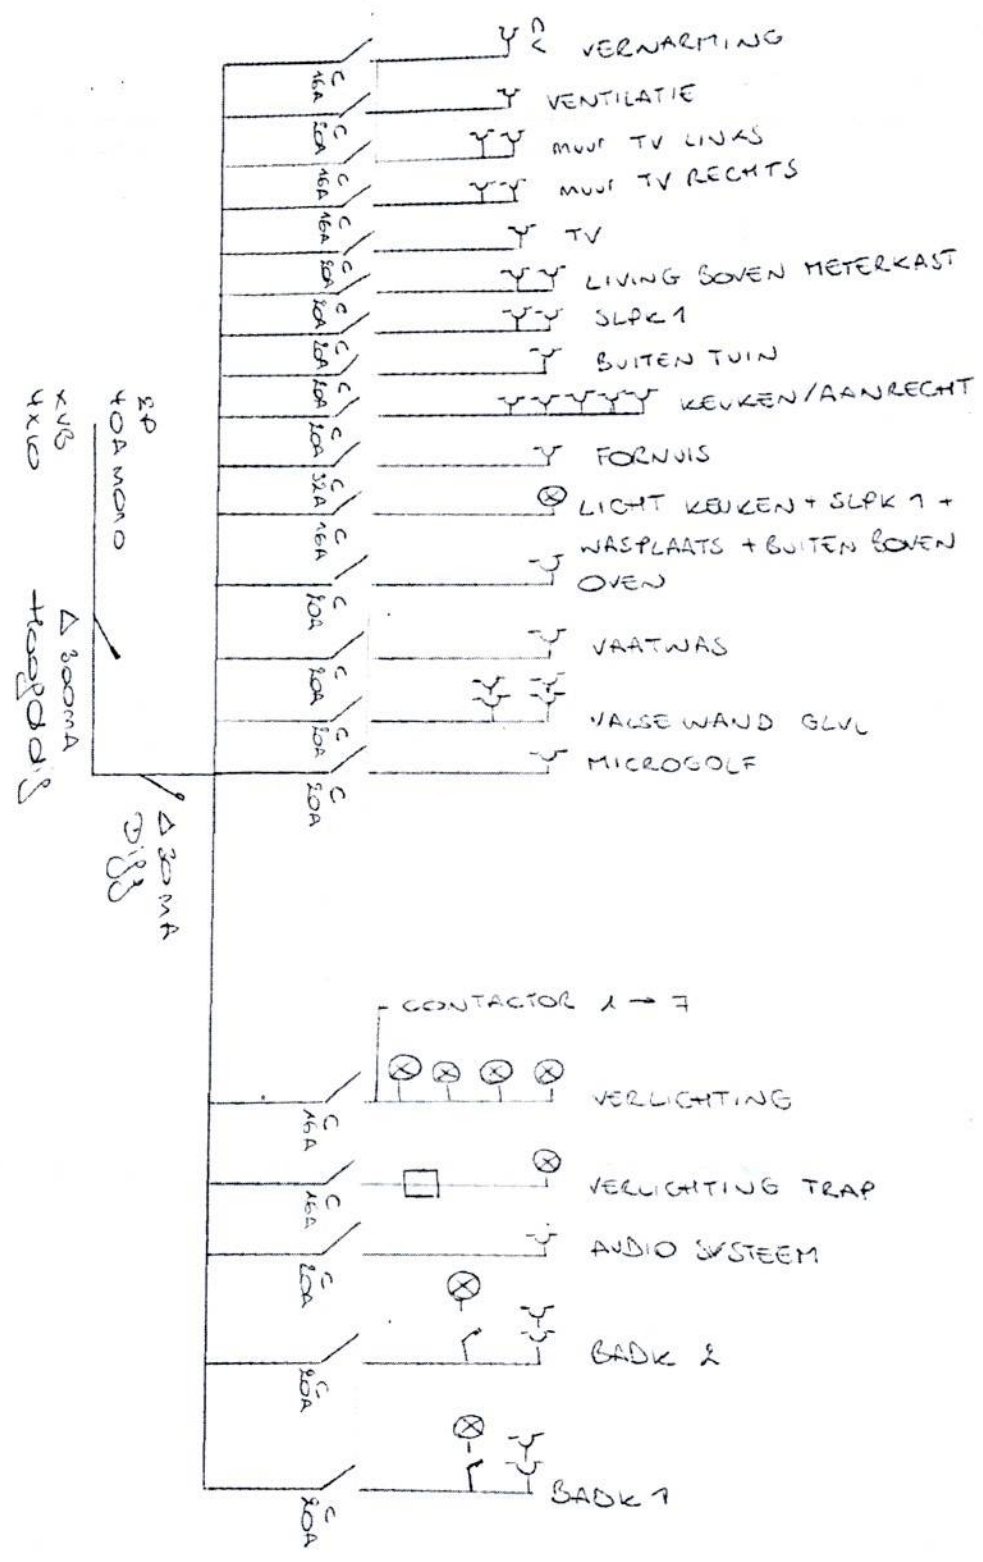 C
16A
VERWARMING
C
20A
VENTILATIE
C
16A
MUUR TV LINKS
C
16A
MUUR TV RECHTS
C
20A
TV
C
20A
LIVING BOVEN METERKAST
C
20A
SLPK 1
C
20A
BUITEN TUIN
C
20A
KEUKEN/AANRECHT
C
32A
FORNUIS
C
16A
LICHT KEUKEN + SLPK 1 +
WASPLAATS + BUITEN BOVEN
C
20A
OVEN
C
20A
VAATWAS
C
20A
VALSE WAND GLVL
C
20A
MICROGOLF
2P
40A MONO
XVB
4X10
Δ 300MA
Hoofddiff
Δ 30MA
Diff
CONTACTOR 1 → 7
C
16A
VERLICHTING
C
16A
VERLICHTING TRAP
C
20A
AUDIO SYSTEEM
C
20A
BADK 2
C
20A
BADK 1